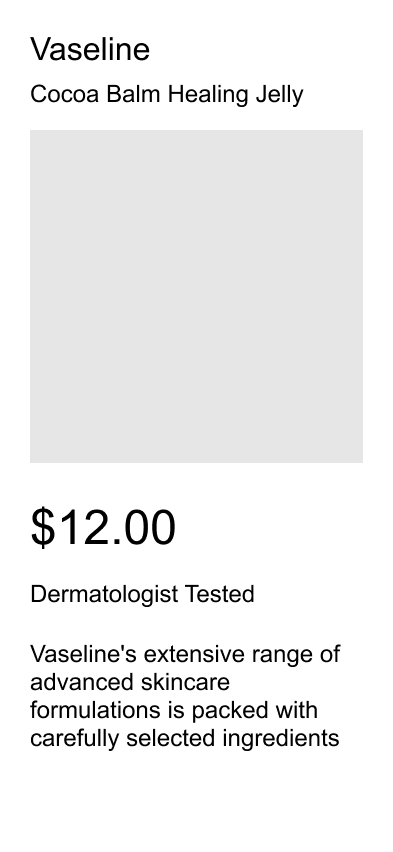 Vaseline
Cocoa Balm Healing Jelly
$12.00
Dermatologist Tested
Vaseline's extensive range of
advanced skincare
formulations is packed with
carefully selected ingredients